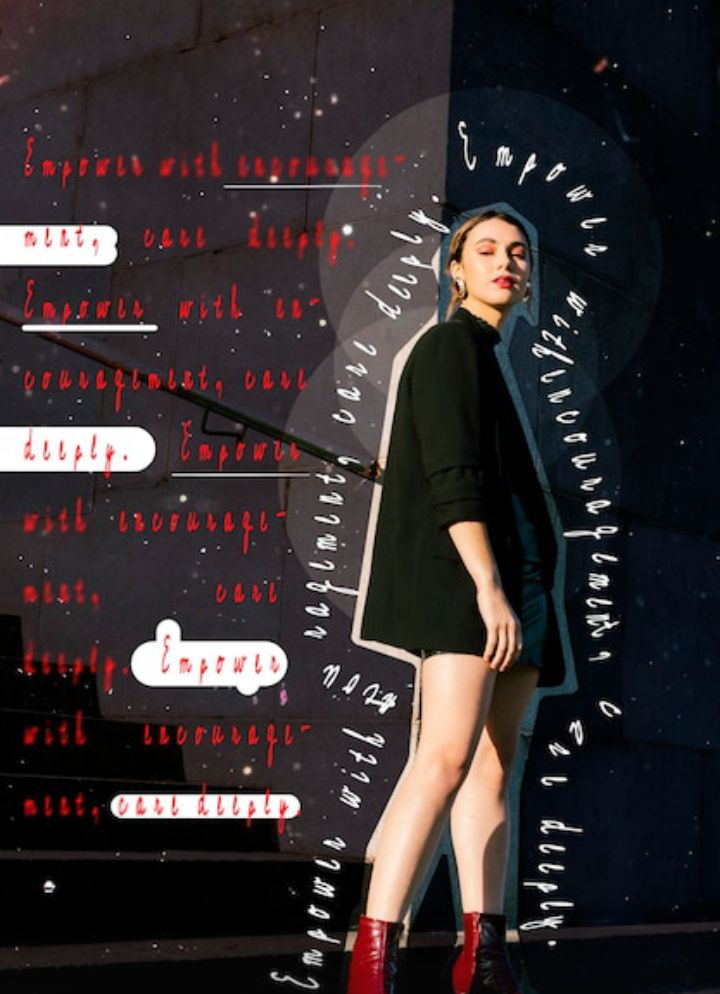 Empower with encourage-
ment, care deeply.
Empower with en-
couragement, care
deeply. Empower
with encourage-
ment, care
deeply. Empower
with encourage-
ment, care deeply.
Empower with encouragement, care deeply.
Empower with encouragement, care deeply.